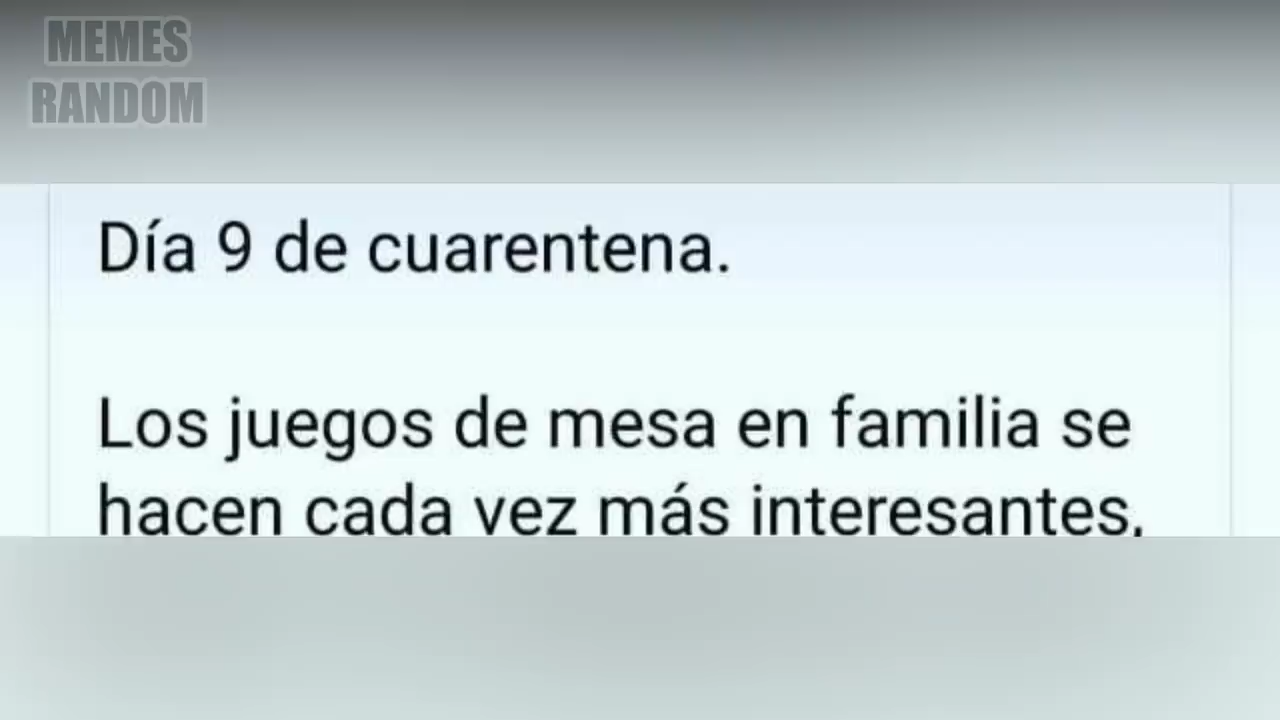 MEMES
RANDOM
Día 9 de cuarentena.
Los juegos de mesa en familia se
hacen cada vez más interesantes,